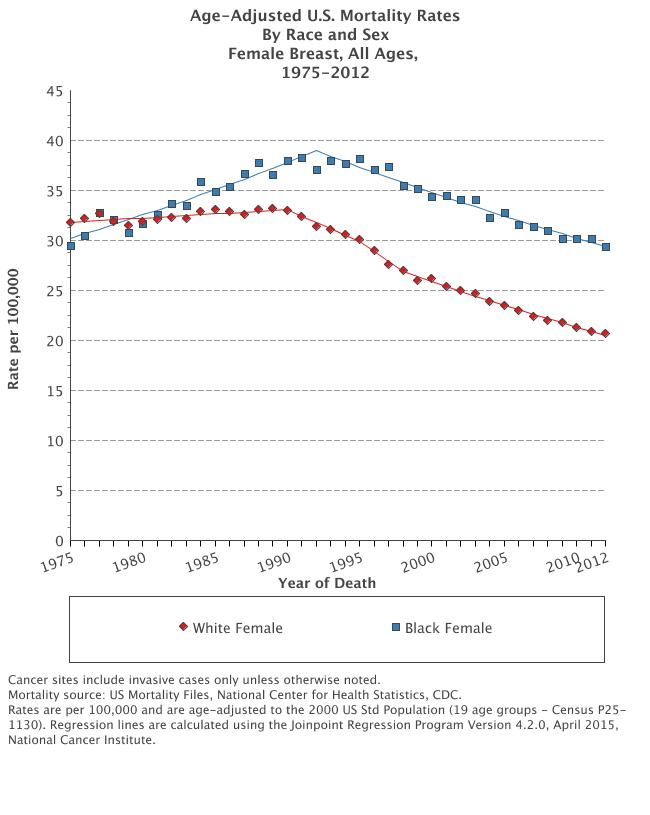 Age-Adjusted U.S. Mortality Rates
By Race and Sex
Female Breast, All Ages,
1975-2012
45
40
35
30
25
20
15
10
5
0
Rate per 100,000
1975
1980
1985
1990
1995
2000
2005
2010
2012
Year of Death
White Female
Black Female
Cancer sites include invasive cases only unless otherwise noted.
Mortality source: US Mortality Files, National Center for Health Statistics, CDC.
Rates are per 100,000 and are age-adjusted to the 2000 US Std Population (19 age groups - Census P25-
1130). Regression lines are calculated using the Joinpoint Regression Program Version 4.2.0, April 2015,
National Cancer Institute.